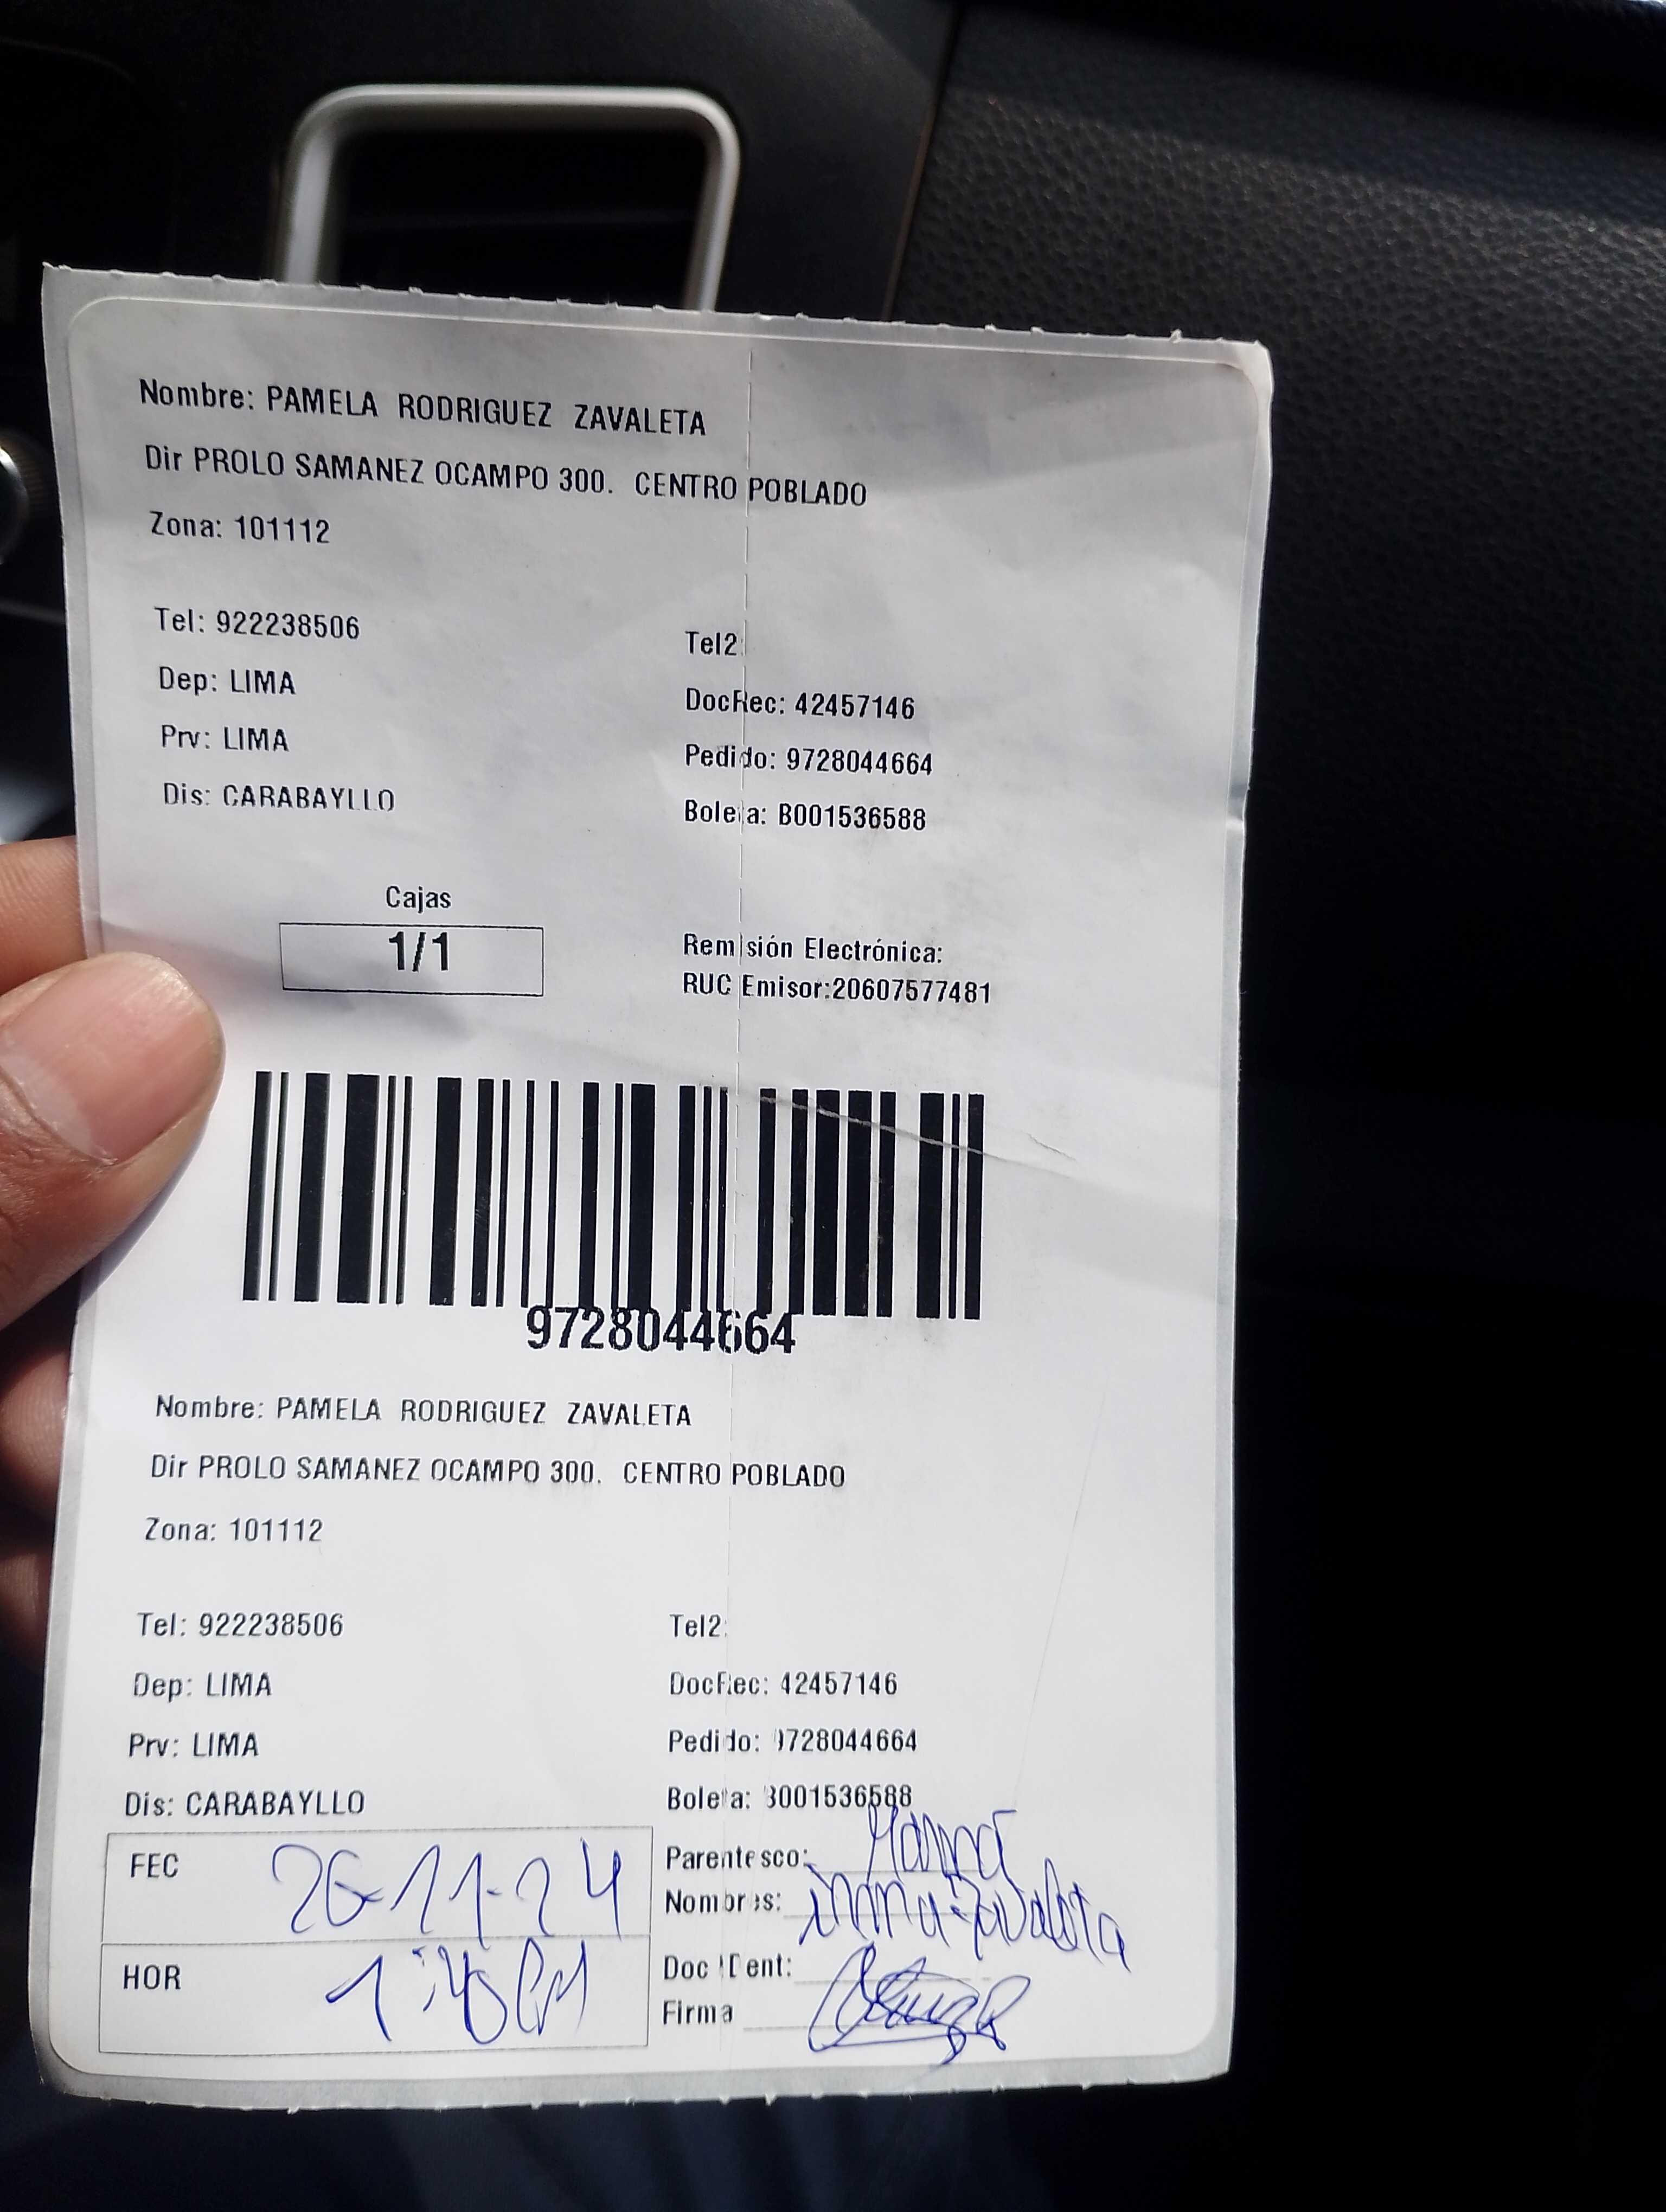 Nombre: PAMELA RODRIGUEZ ZAVALETA
Dir PROLO SAMANEZ OCAMPO 300. CENTRO POBLADO
Zona: 101112
Tel: 922238506 Tel2:
Dep: LIMA DocRec: 42457146
Prv: LIMA Pedido: 9728044664
Dis: CARABAYLLO Boleta: B001536588
Cajas
1/1
Remisión Electrónica:
RUC Emisor:20607577481
9728044664
Nombre: PAMELA RODRIGUEZ ZAVALETA
Dir PROLO SAMANEZ OCAMPO 300. CENTRO POBLADO
Zona: 101112
Tel: 922238506 Tel2:
Dep: LIMA DocRec: 42457146
Prv: LIMA Pedido: 9728044664
Dis: CARABAYLLO Boleta: B001536588
FEC 26-11-24 Parentesco: Mamá
Nombres: Zavaleta
HOR Doc IDent:
Firma